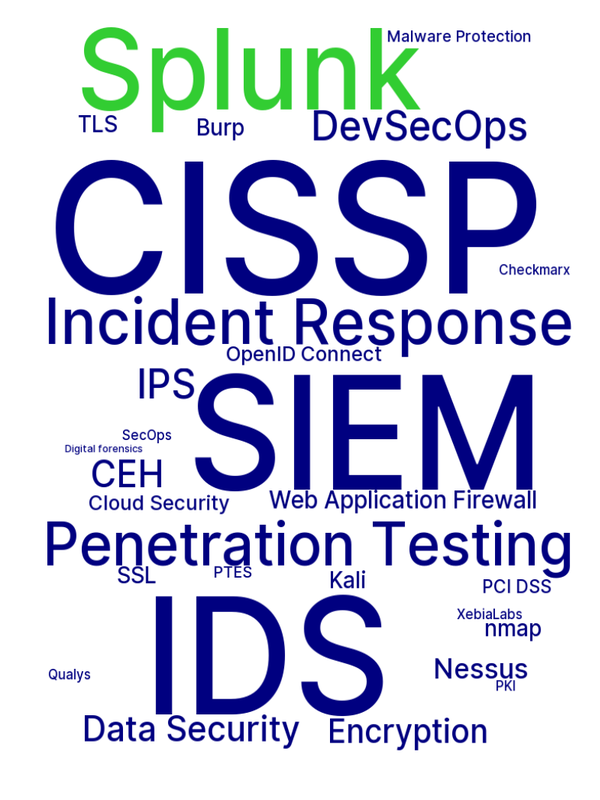 Splunk
Malware Protection
TLS
Burp
DevSecOps
CISSP
Checkmarx
Incident Response
OpenID Connect
IPS
SIEM
SecOps
Digital forensics
CEH
Cloud Security
Web Application Firewall
Penetration Testing
SSL
PTES
Kali
PCI DSS
IDS
XebiaLabs
nmap
Qualys
Nessus
PKI
Data Security
Encryption